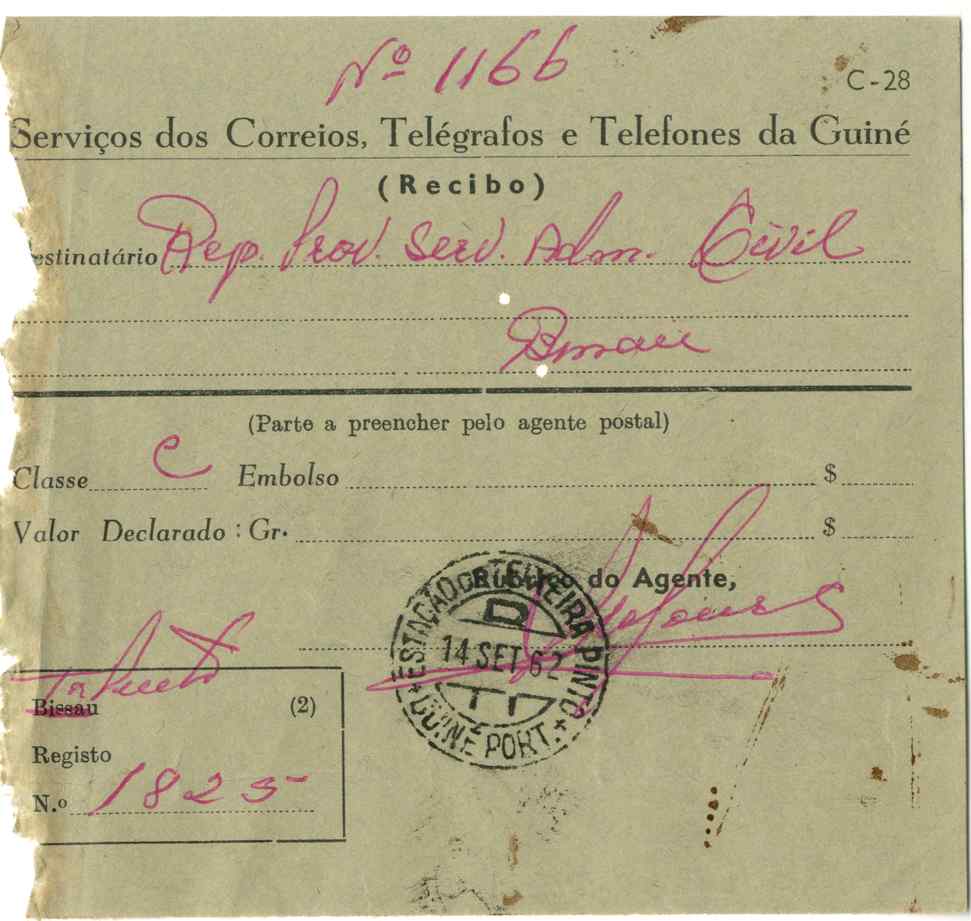 Nº 1166
C-28
Serviços dos Correios, Telégrafos e Telefones da Guiné
(Recibo)
estinatário Rep. Prov. Serv. Adm. Civil
Bissau
(Parte a preencher pelo agente postal)
Classe C Embolso $
Valor Declarado : Gr. $
Rubrica do Agente,
ESTAÇÃO DE TEIXEIRA PINTO
D
14 SET. 62
GUINÉ PORT.
Bissau (2)
Registo
N.º 1825